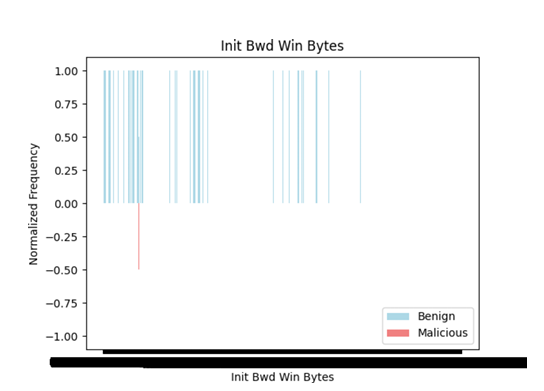 Init Bwd Win Bytes
1.00
0.75
0.50
0.25
0.00
−0.25
−0.50
−0.75
−1.00
Normalized Frequency
Benign
Malicious
Init Bwd Win Bytes